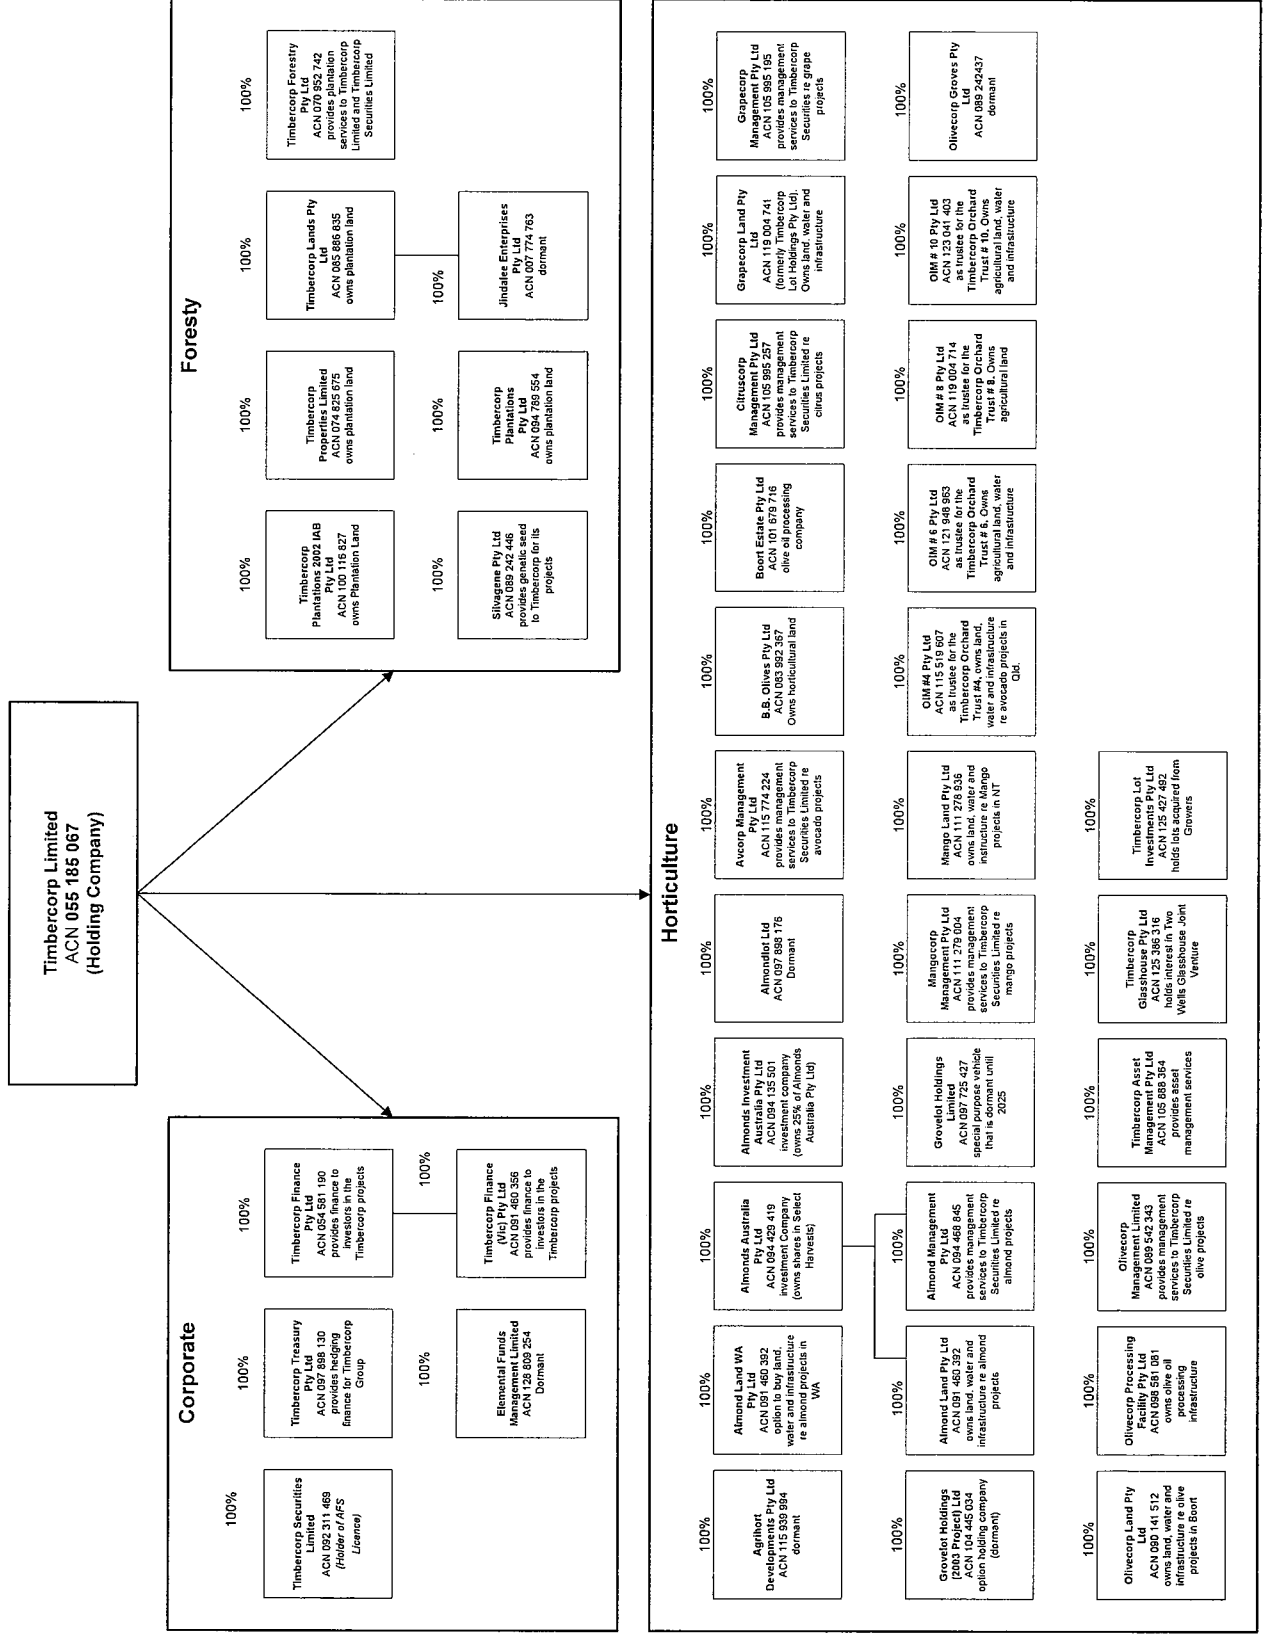 Timbercorp Limited
ACN 055 185 067
(Holding Company)
Corporate
100%
Timbercorp Securities
Limited
ACN 092 311 469
(Holder of AFS
Licence)
100%
Timbercorp Treasury
Pty Ltd
ACN 097 898 130
provides hedging
finance for Timbercorp
Group
100%
Timbercorp Finance
Pty Ltd
ACN 054 581 190
provides finance to
investors in the
Timbercorp projects
100%
Elemental Funds
Management Limited
ACN 128 809 254
Dormant
100%
Timbercorp Finance
(Vic) Pty Ltd
ACN 091 460 356
provides finance to
investors in the
Timbercorp projects
Foresty
100%
Timbercorp
Plantations 2002 IAB
Pty Ltd
ACN 100 116 827
owns Plantation Land
100%
Timbercorp
Properties Limited
ACN 074 825 675
owns plantation land
100%
Timbercorp Lands Pty
Ltd
ACN 085 886 835
owns plantation land
100%
Timbercorp Forestry
Pty Ltd
ACN 070 952 742
provides plantation
services to Timbercorp
Limited and Timbercorp
Securities Limited
100%
Silvagene Pty Ltd
ACN 089 242 446
provides genetic seed
to Timbercorp for its
projects
100%
Timbercorp
Plantations
Pty Ltd
ACN 094 789 554
owns plantation land
100%
Jindalee Enterprises
Pty Ltd
ACN 007 774 763
dormant
Horticulture
100%
Agrihort
Developments Pty Ltd
ACN 115 939 994
dormant
100%
Almond Land WA
Pty Ltd
ACN 091 460 392
option to buy land,
water and infrastructure
re almond projects in
WA
100%
Almonds Australia
Pty Ltd
ACN 094 429 419
investment Company
(owns shares in Select
Harvests)
100%
Almonds Investment
Australia Pty Ltd
ACN 094 135 501
investment company
(owns 25% of Almonds
Australia Pty Ltd)
100%
Almondlot Ltd
ACN 097 898 176
Dormant
100%
Avcorp Management
Pty Ltd
ACN 115 774 224
provides management
services to Timbercorp
Securities Limited re
avocado projects
100%
B.B. Olives Pty Ltd
ACN 083 992 367
Owns horticultural land
100%
Boort Estate Pty Ltd
ACN 101 679 716
olive oil processing
company
100%
Citruscorp
Management Pty Ltd
ACN 105 995 257
provides management
services to Timbercorp
Securities Limited re
citrus projects
100%
Grapecorp Land Pty
Ltd
ACN 119 004 741
(formerly Timbercorp
Lot Holdings Pty Ltd).
Owns land, water and
infrastructure
100%
Grapecorp
Management Pty Ltd
ACN 105 995 195
provides management
services to Timbercorp
Securities re grape
projects
100%
Grovelot Holdings
[2003 Project) Ltd
ACN 104 445 034
option holding company
(dormant)
100%
Almond Land Pty Ltd
ACN 091 460 392
owns land, water and
infrastructure re almond
projects
100%
Almond Management
Pty Ltd
ACN 094 468 845
provides management
services to Timbercorp
Securities Limited re
almond projects
100%
Grovelot Holdings
Limited
ACN 097 725 427
special purpose vehicle
that is dormant until
2025
100%
Mangocorp
Management Pty Ltd
ACN 111 279 004
provides management
services to Timbercorp
Securities Limited re
mango projects
100%
Mango Land Pty Ltd
ACN 111 278 936
owns land, water and
instructure re Mango
projects in NT
100%
OIM #4 Pty Ltd
ACN 115 519 607
as trustee for the
Timbercorp Orchard
Trust #4, owns land,
water and infrastructure
re avocado projects in
Qld.
100%
OIM # 6 Pty Ltd
ACN 121 948 963
as trustee for the
Timbercorp Orchard
Trust # 6, Owns
agricultural land, water
and infrastructure
100%
OIM # 8 Pty Ltd
ACN 119 004 714
as trustee for the
Timbercorp Orchard
Trust # 8, Owns
agricultural land
100%
OIM # 10 Pty Ltd
ACN 123 041 403
as trustee for the
Timbercorp Orchard
Trust # 10, Owns
agricultural land, water
and infrastructure
100%
Olivecorp Groves Pty
Ltd
ACN 089 242437
dormant
100%
Olivecorp Land Pty
Ltd
ACN 090 141 512
owns land, water and
infrastructure re olive
projects in Boort
100%
Olivecorp Processing
Facility Pty Ltd
ACN 098 581 081
owns olive oil
processing
infrastructure
100%
Olivecorp
Management Limited
ACN 089 542 343
provides management
services to Timbercorp
Securities Limited re
olive projects
100%
Timbercorp Asset
Management Pty Ltd
ACN 105 888 364
provides asset
management services
100%
Timbercorp
Glasshouse Pty Ltd
ACN 125 386 316
holds interest in Two
Wells Glasshouse Joint
Venture
100%
Timbercorp Lot
Investments Pty Ltd
ACN 125 427 492
holds lots acquired from
Growers